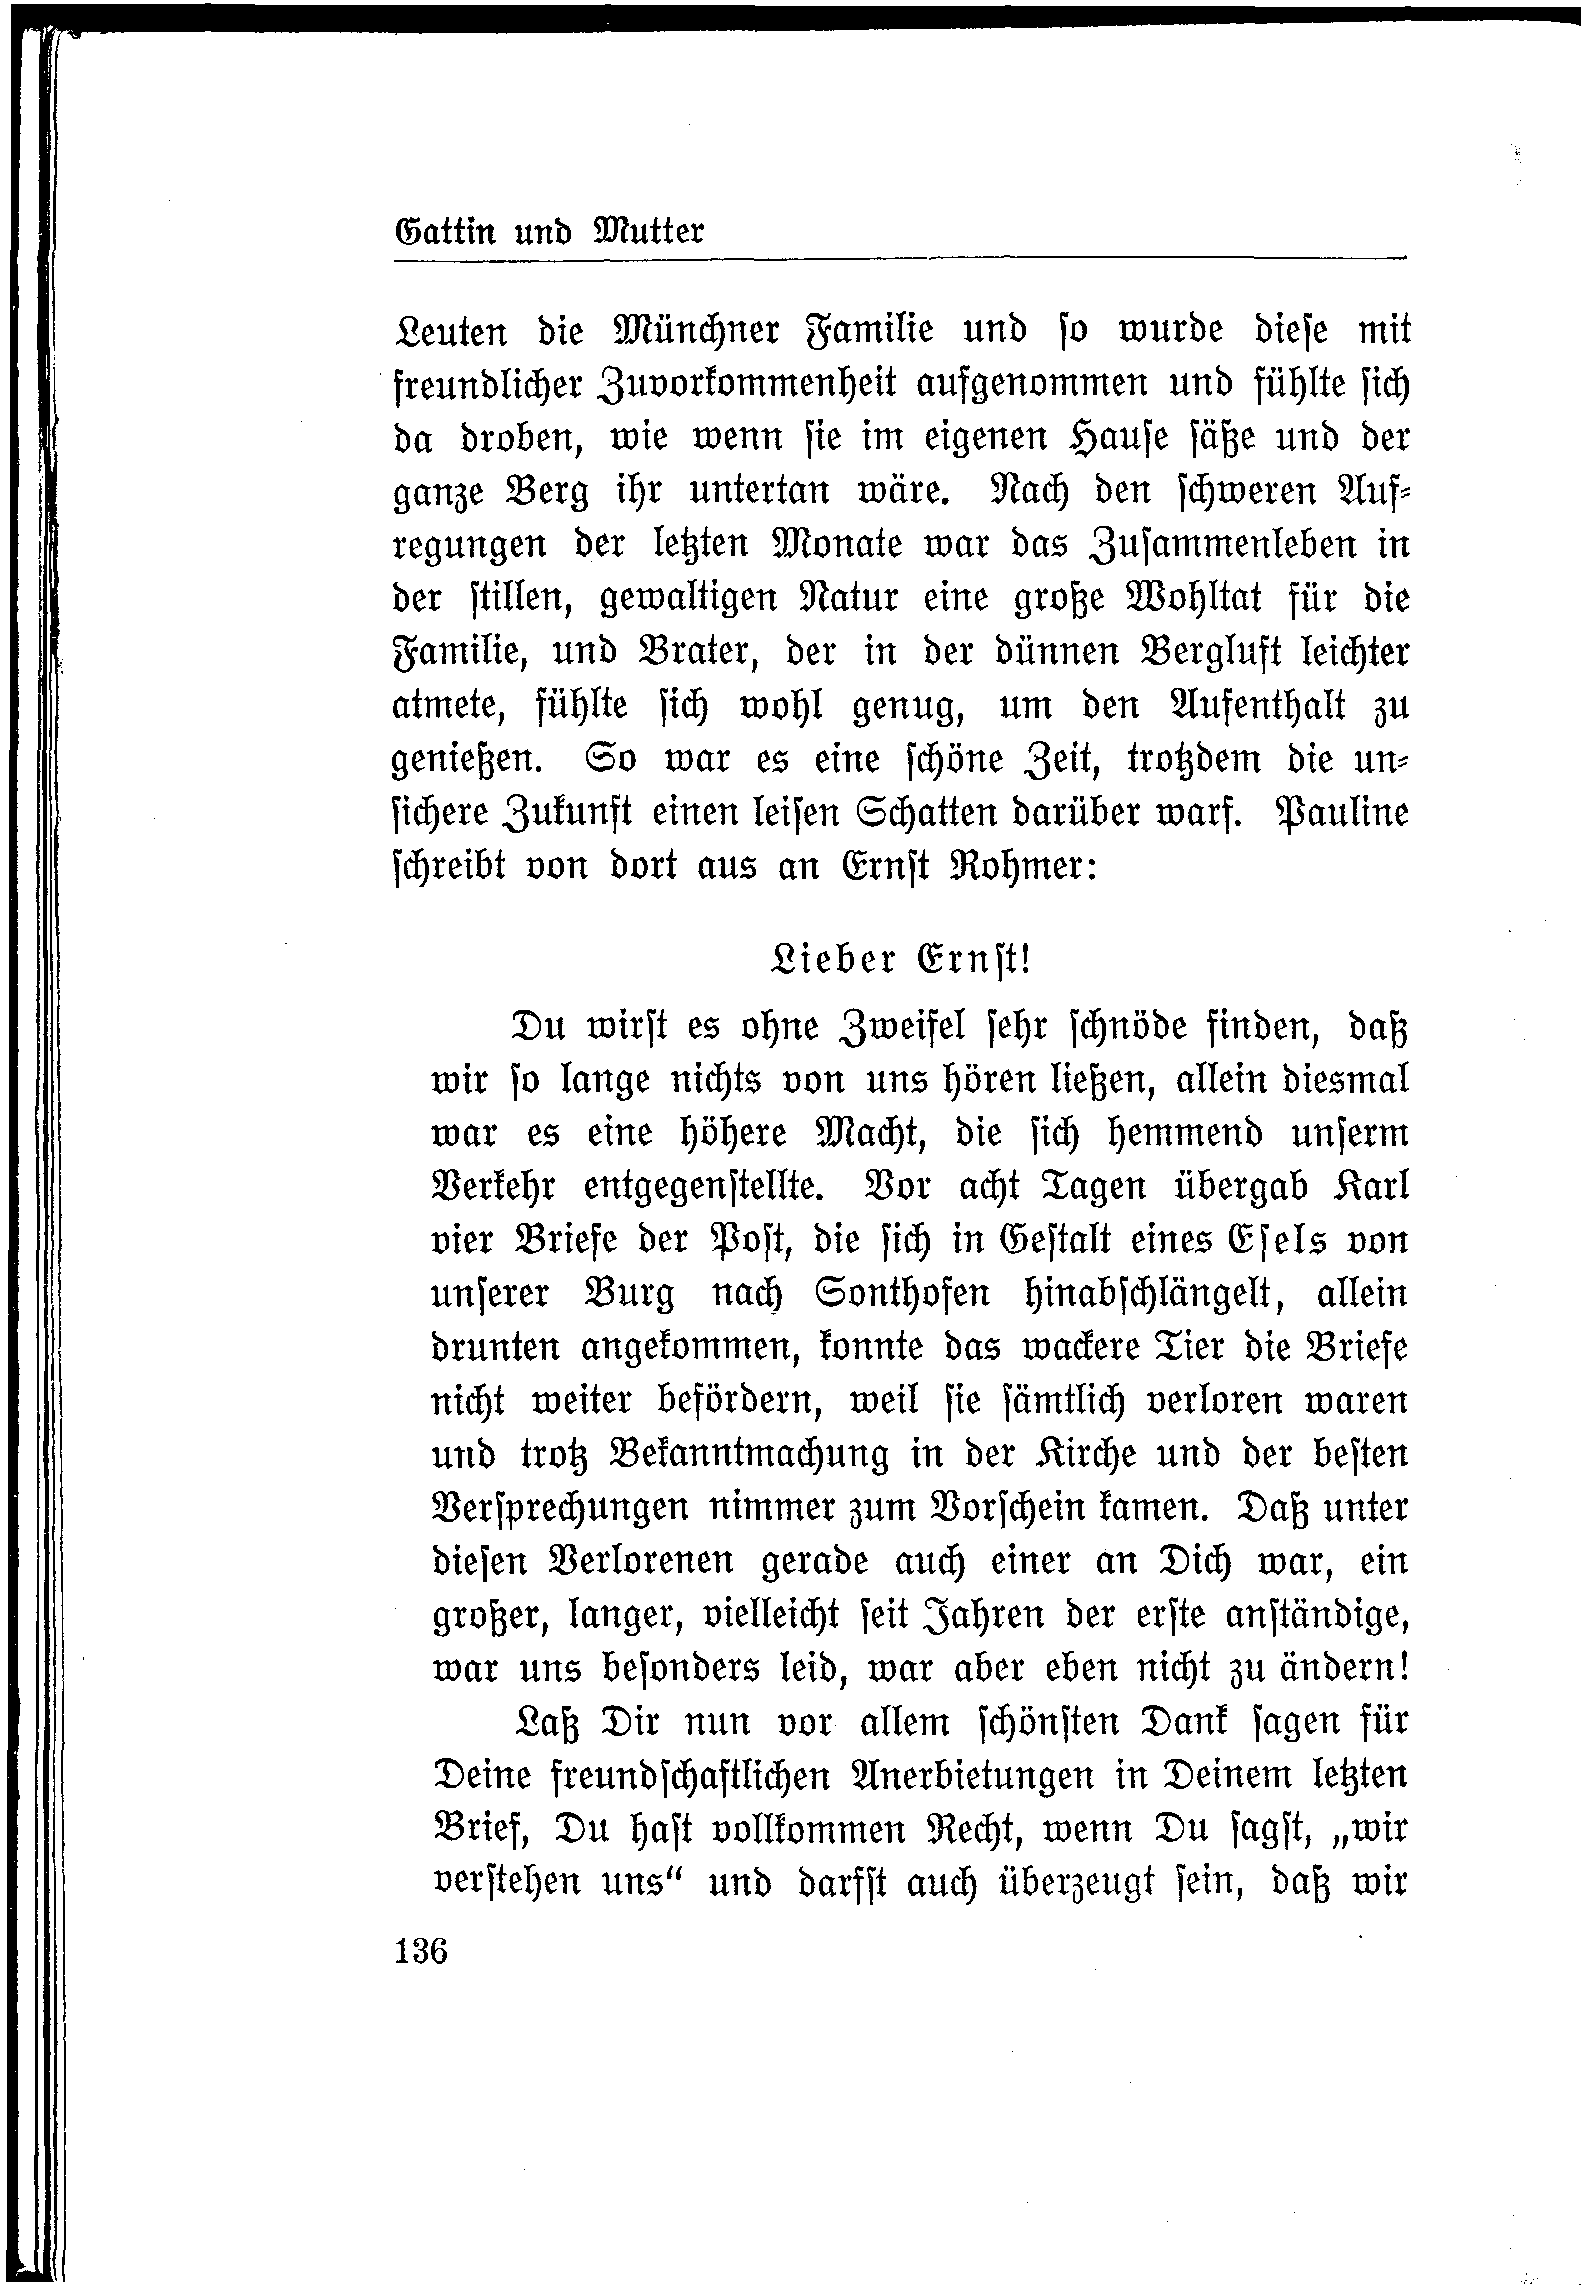 Gattin und Mutter
Leuten die Münchner Familie und so wurde diese mit
freundlicher Zuvorkommenheit aufgenommen und fühlte sich
da droben, wie wenn sie im eigenen Hause säße und der
ganze Berg ihr untertan wäre. Nach den schweren Auf-
regungen der letzten Monate war das Zusammenleben in
der stillen, gewaltigen Natur eine große Wohltat für die
Familie, und Brater, der in der dünnen Bergluft leichter
atmete, fühlte sich wohl genug, um den Aufenthalt zu
genießen. So war es eine schöne Zeit, trotzdem die un-
sichere Zukunft einen leisen Schatten darüber warf. Pauline
schreibt von dort aus an Ernst Rohmer:
Lieber Ernst!
Du wirst es ohne Zweifel sehr schnöde finden, daß
wir so lange nichts von uns hören ließen, allein diesmal
war es eine höhere Macht, die sich hemmend unserm
Verkehr entgegenstellte. Vor acht Tagen übergab Karl
vier Briefe der Post, die sich in Gestalt eines Esels von
unserer Burg nach Sonthofen hinabschlängelt, allein
drunten angekommen, konnte das wackere Tier die Briefe
nicht weiter befördern, weil sie sämtlich verloren waren
und trotz Bekanntmachung in der Kirche und der besten
Versprechungen nimmer zum Vorschein kamen. Daß unter
diesen Verlorenen gerade auch einer an Dich war, ein
großer, langer, vielleicht seit Jahren der erste anständige,
war uns besonders leid, war aber eben nicht zu ändern!
Laß Dir nun vor allem schönsten Dank sagen für
Deine freundschaftlichen Anerbietungen in Deinem letzten
Brief, Du hast vollkommen Recht, wenn Du sagst, „wir
verstehen uns“ und darfst auch überzeugt sein, daß wir
136